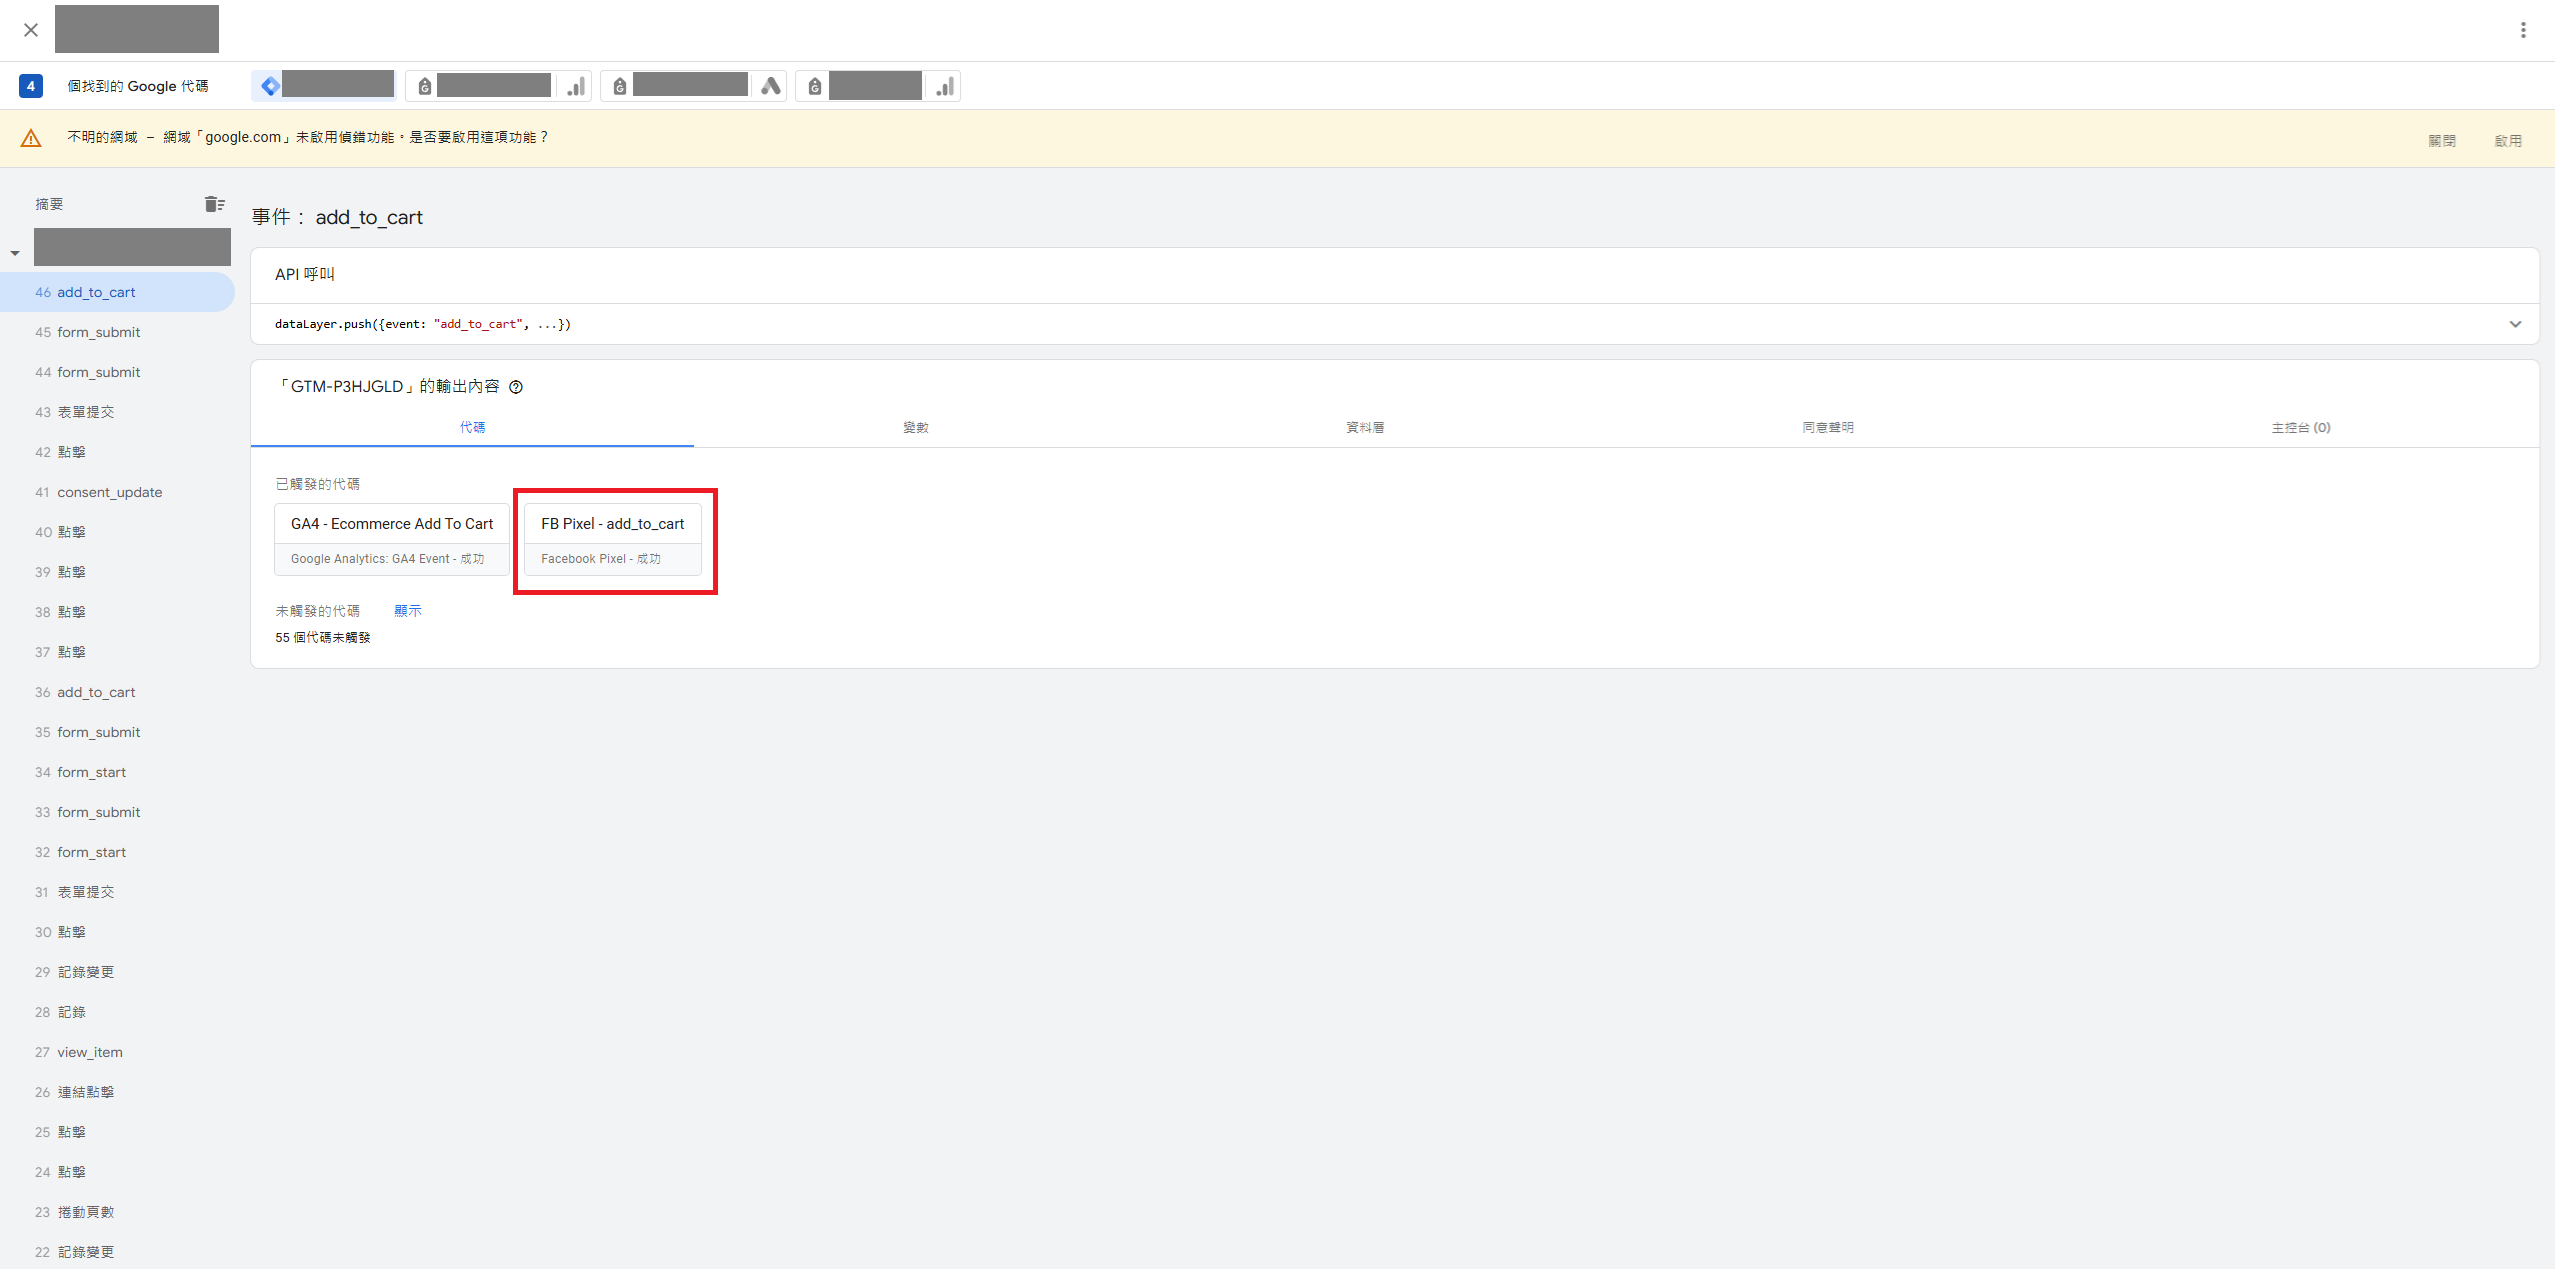 4 個找到的 Google 代碼
不明的網域 – 網域「google.com」未啟用偵錯功能。是否要啟用這項功能？
關閉 啟用
摘要
46 add_to_cart
45 form_submit
44 form_submit
43 表單提交
42 點擊
41 consent_update
40 點擊
39 點擊
38 點擊
37 點擊
36 add_to_cart
35 form_submit
34 form_start
33 form_submit
32 form_start
31 表單提交
30 點擊
29 記錄變更
28 記錄
27 view_item
26 連結點擊
25 點擊
24 點擊
23 捲動頁數
22 記錄變更
事件： add_to_cart
API 呼叫
dataLayer.push({event: "add_to_cart", ...})
「GTM-P3HJGLD」的輸出內容
代碼 變數 資料層 同意聲明 主控台 (0)
已觸發的代碼
GA4 - Ecommerce Add To Cart
Google Analytics: GA4 Event - 成功
FB Pixel - add_to_cart
Facebook Pixel - 成功
未觸發的代碼 顯示
55 個代碼未觸發